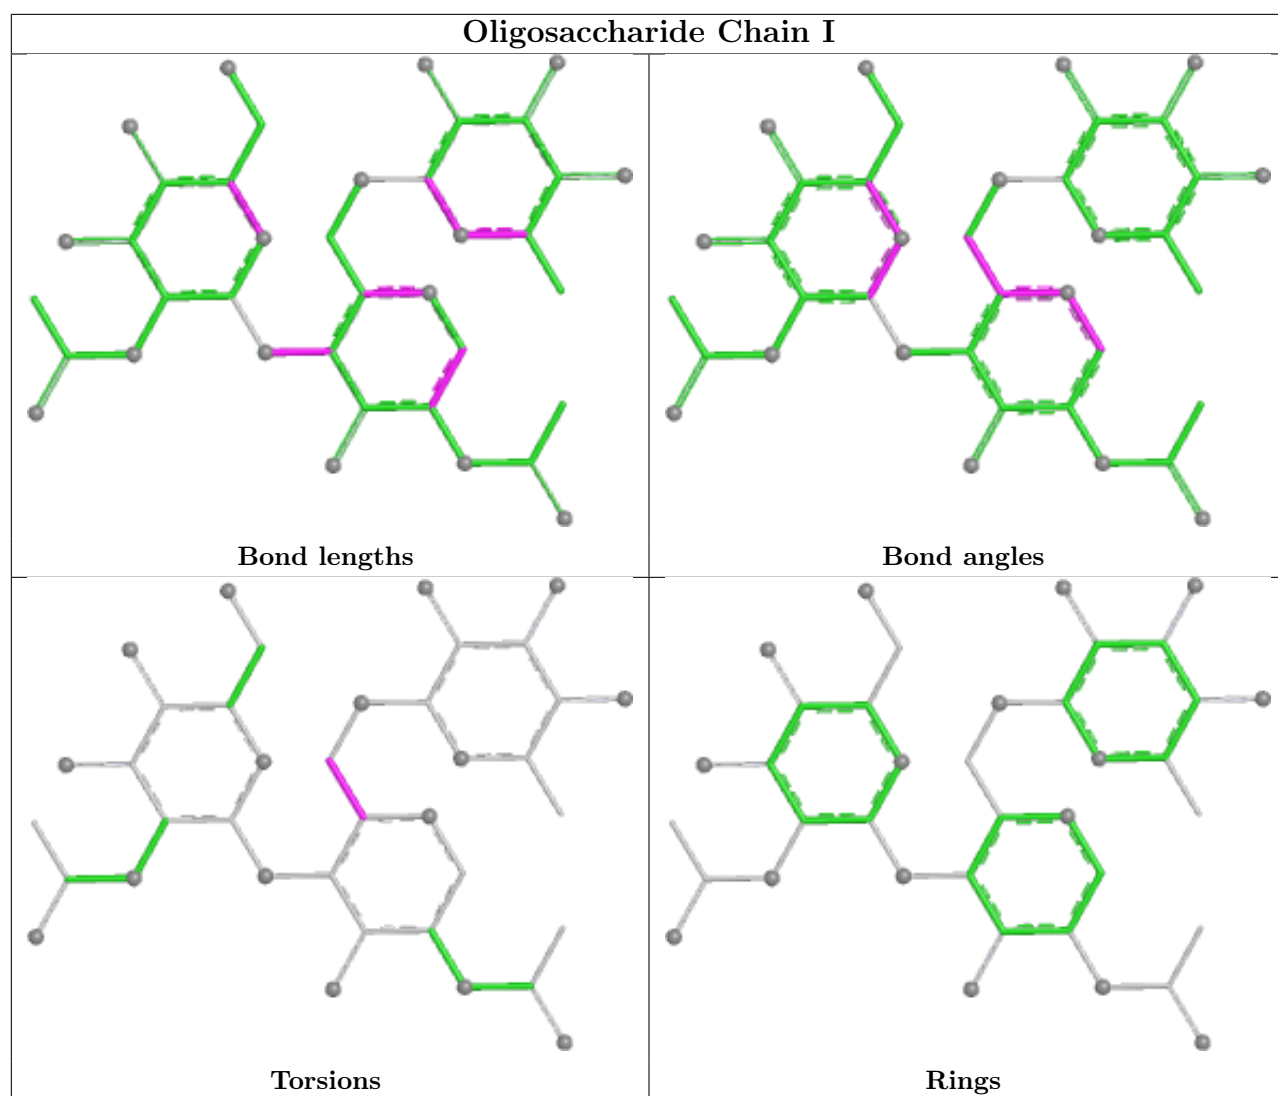 Oligosaccharide Chain I
Bond lengths
Bond angles
Torsions
Rings